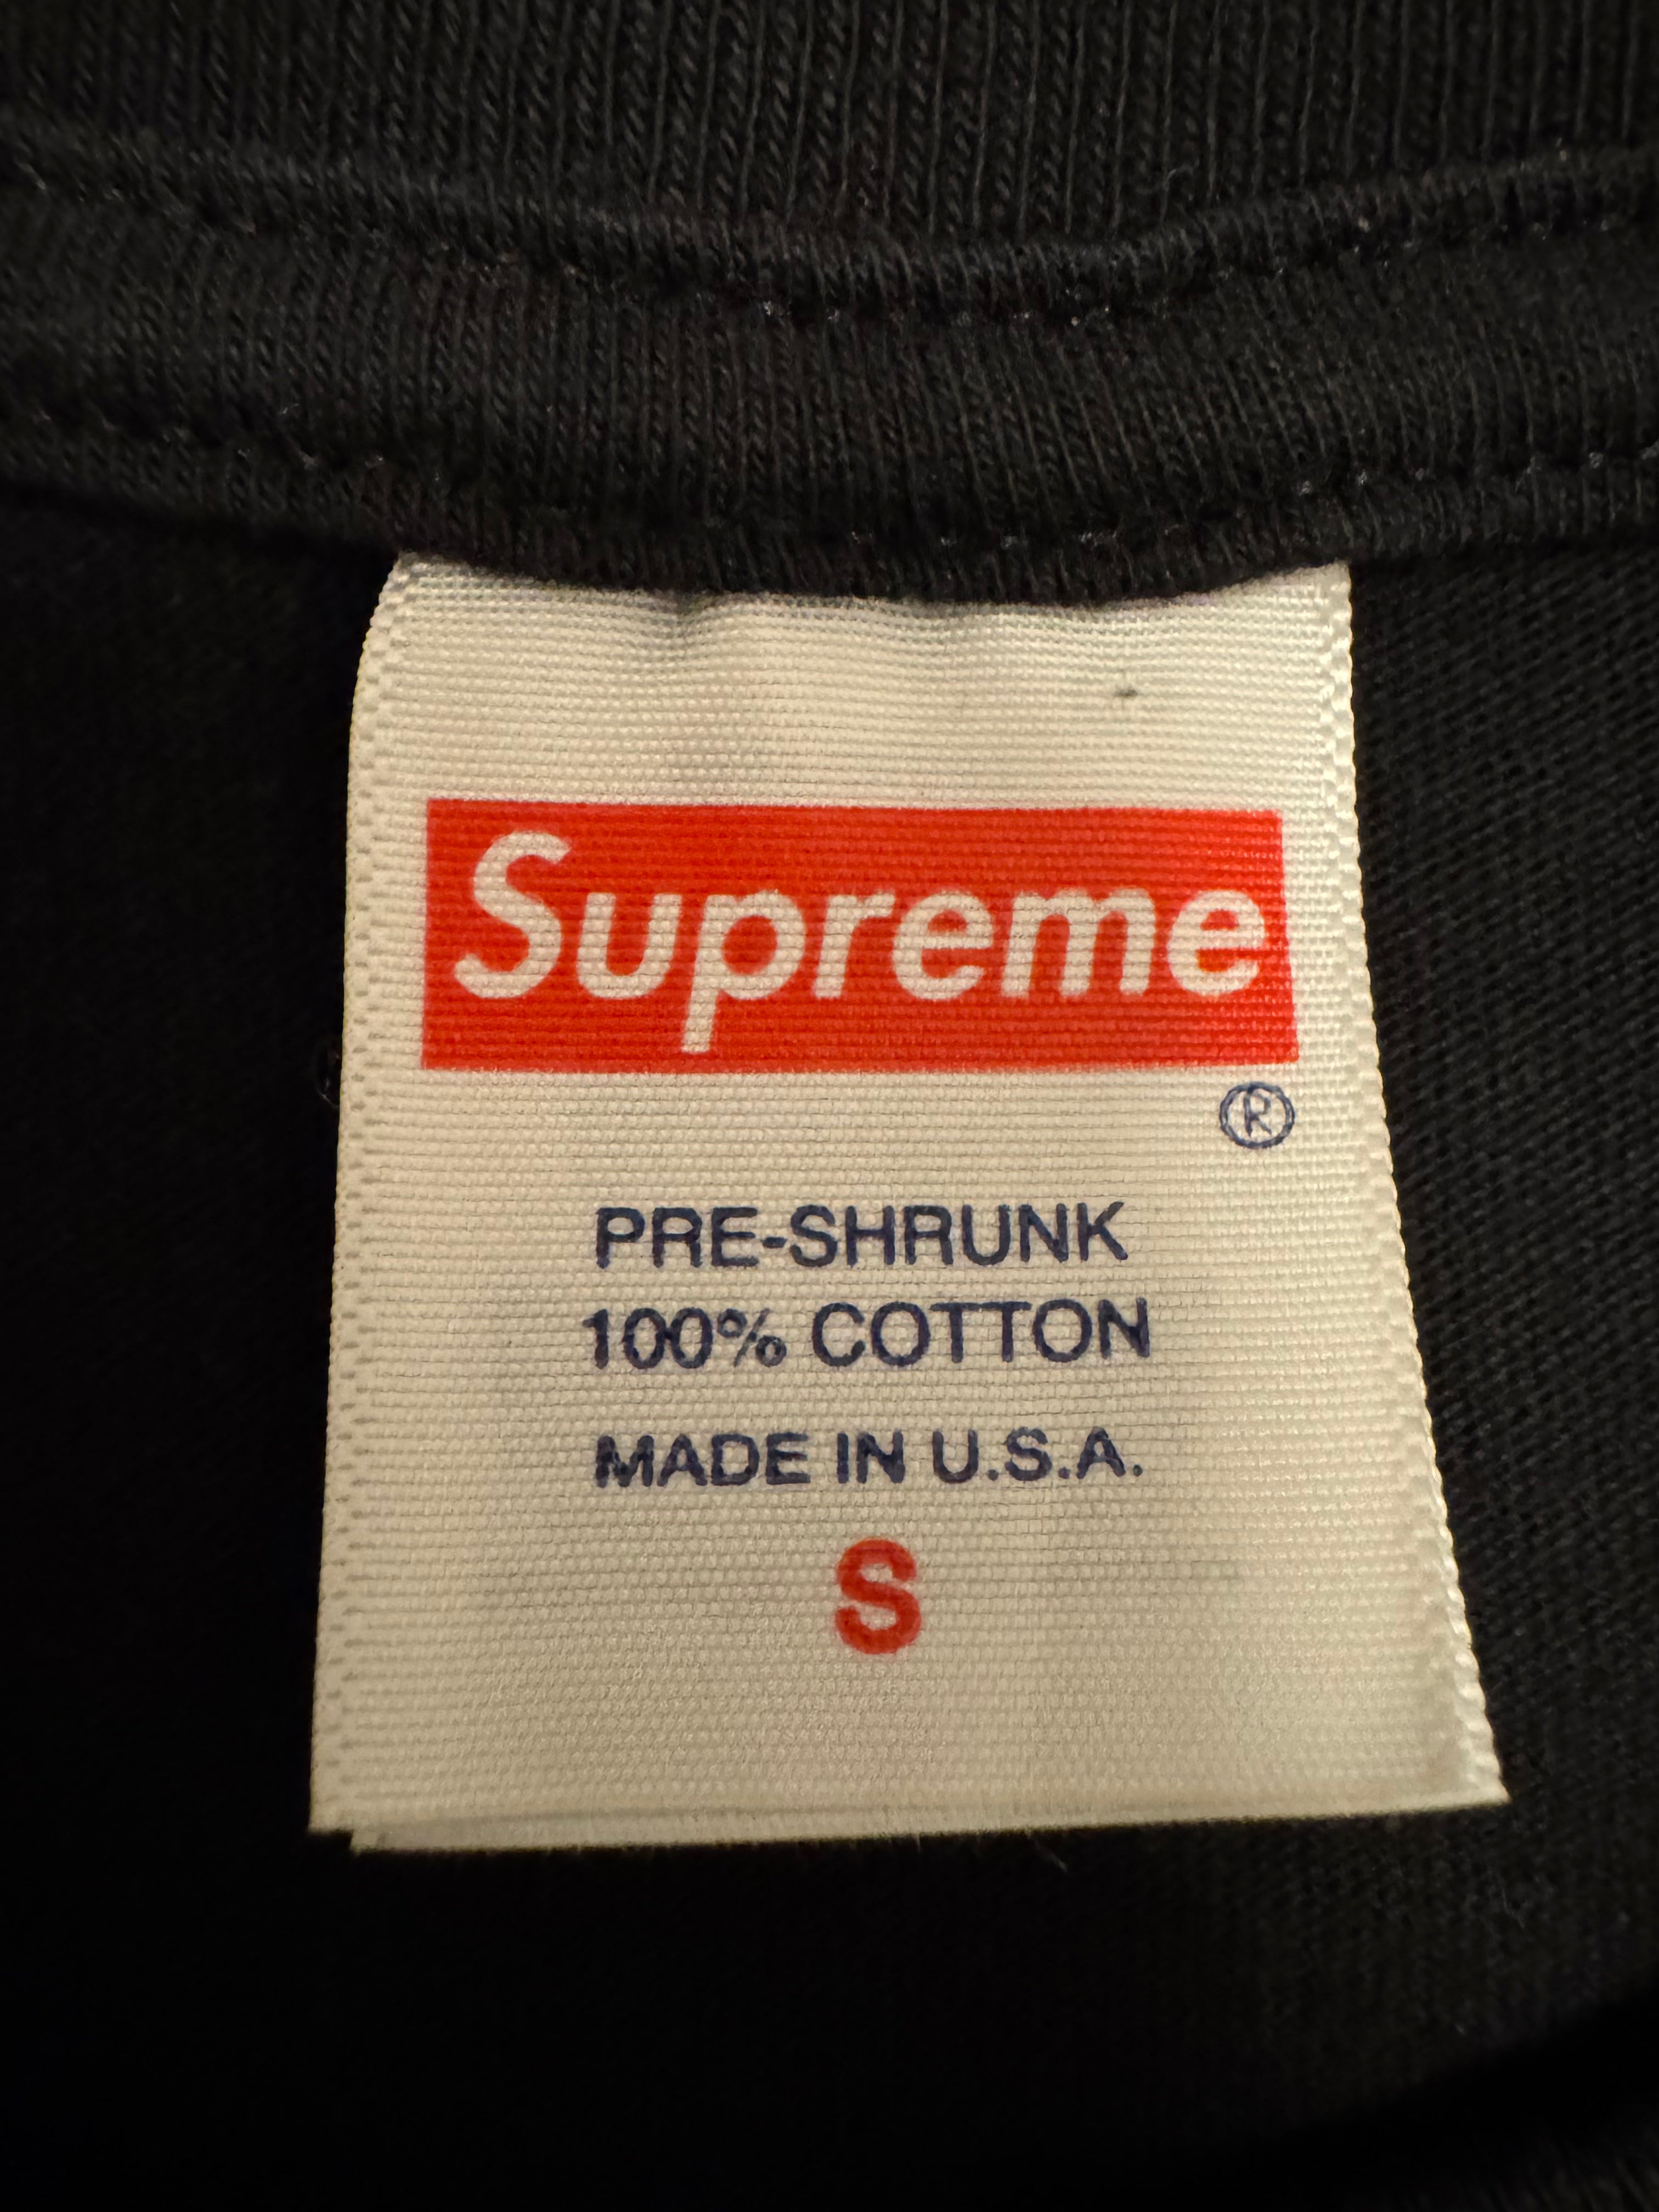 Supreme
®
PRE-SHRUNK
100% COTTON
MADE IN U.S.A.
S